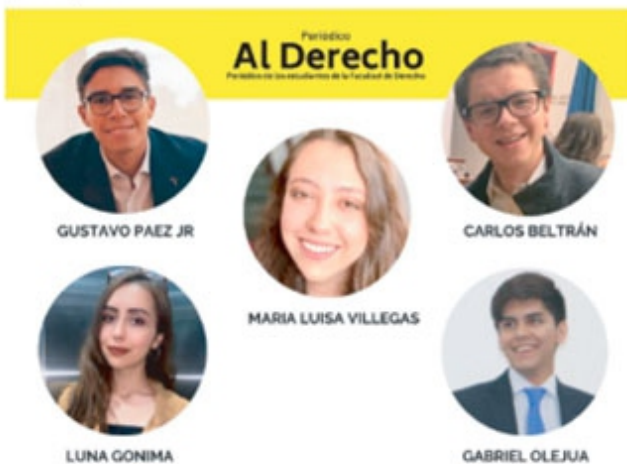 Periódico
Al Derecho
Periódico de los estudiantes de la Facultad de Derecho
GUSTAVO PAEZ JR
CARLOS BELTRÁN
MARIA LUISA VILLEGAS
LUNA GONIMA
GABRIEL OLEJUA